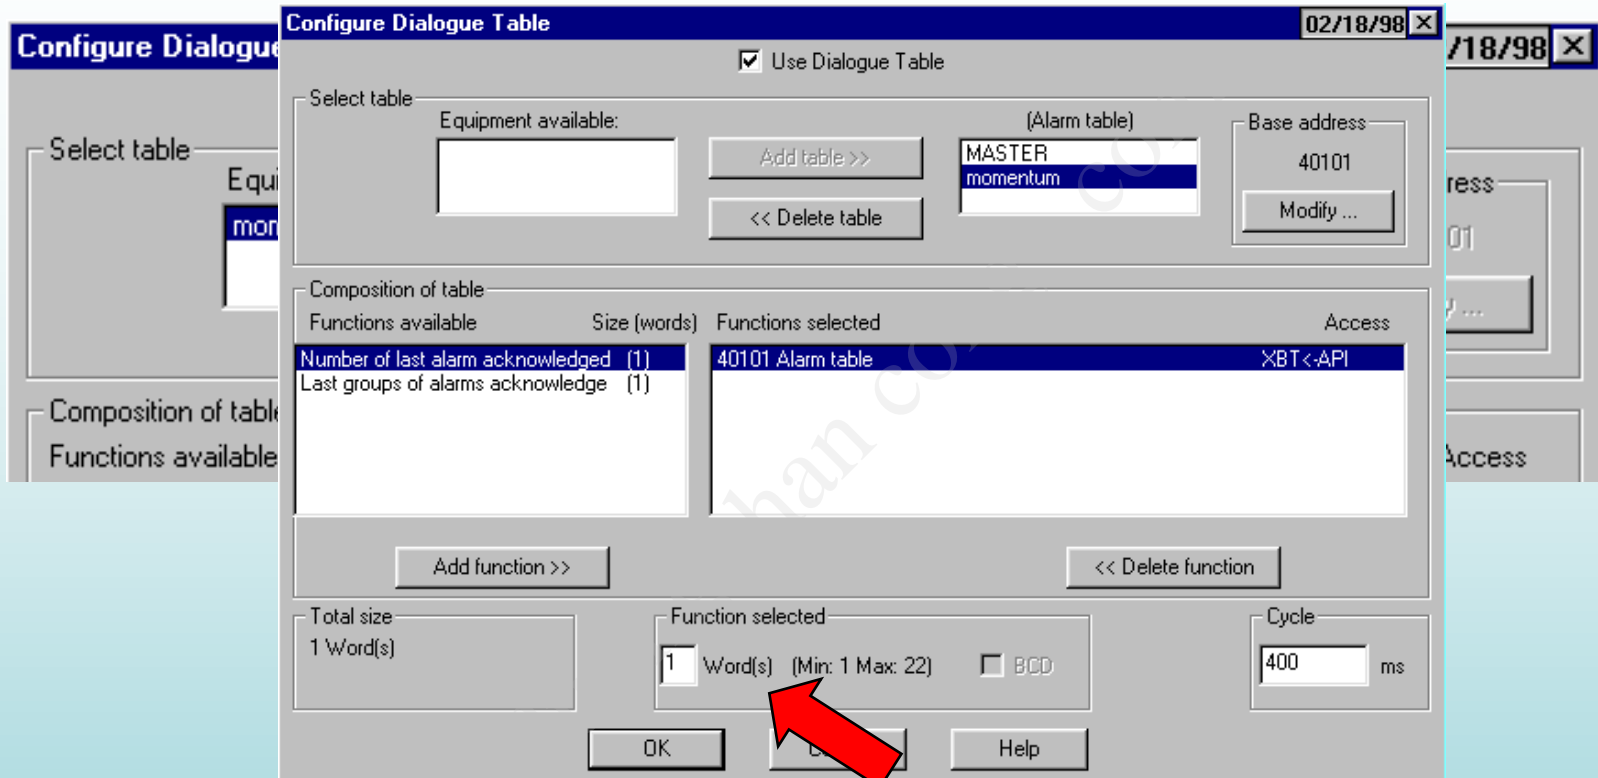 Configure Dialogue
/18/98
Select table
Equi
mon
ress
01
y ...
Composition of table
Functions available
Access
Configure Dialogue Table
02/18/98
Use Dialogue Table
Select table
Equipment available:
(Alarm table)
Base address
Add table >>
MASTER
momentum
40101
<< Delete table
Modify ...
Composition of table
Functions available Size (words) Functions selected Access
Number of last alarm acknowledged (1) 40101 Alarm table XBT<-API
Last groups of alarms acknowledge (1)
Add function >> << Delete function
Total size Function selected Cycle
1 Word(s) 1 Word(s) (Min: 1 Max: 22) BCD 400 ms
OK Help